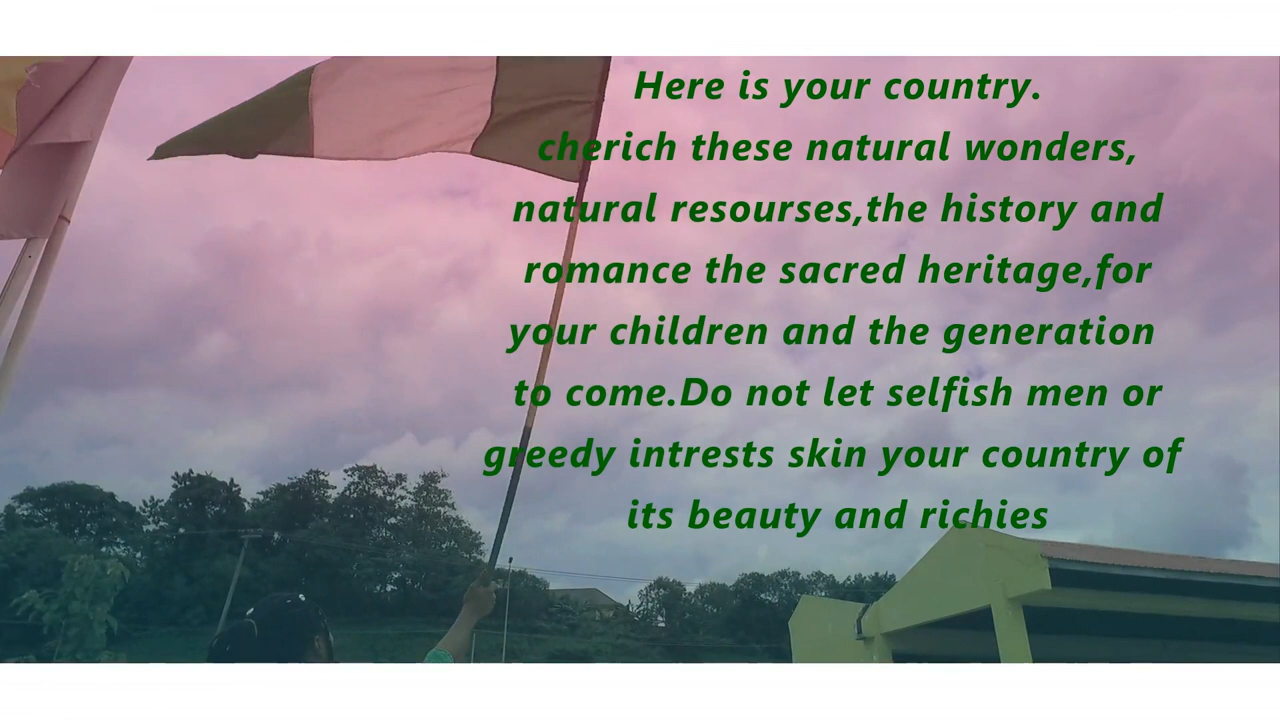 Here is your country.
cherich these natural wonders,
natural resourses,the history and
romance the sacred heritage,for
your children and the generation
to come.Do not let selfish men or
greedy intrests skin your country of
its beauty and richies